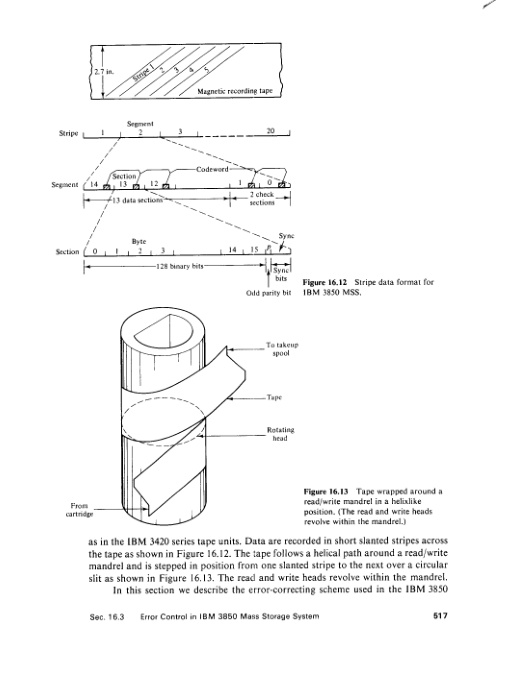 2.7 in.
Stripe 1
2
3
4
5
Magnetic recording tape
Segment
Stripe 1 2 3 20
Codeword
Section
Segment 14 13 12 1 0
13 data sections
2 check
sections
Sync
Byte
Section 0 1 2 3 14 15
128 binary bits
Sync
bits
Odd parity bit
Figure 16.12 Stripe data format for
IBM 3850 MSS.
To takeup
spool
Tape
Rotating
head
From
cartridge
Figure 16.13 Tape wrapped around a
read/write mandrel in a helixlike
position. (The read and write heads
revolve within the mandrel.)
as in the IBM 3420 series tape units. Data are recorded in short slanted stripes across
the tape as shown in Figure 16.12. The tape follows a helical path around a read/write
mandrel and is stepped in position from one slanted stripe to the next over a circular
slit as shown in Figure 16.13. The read and write heads revolve within the mandrel.
In this section we describe the error-correcting scheme used in the IBM 3850
Sec. 16.3 Error Control in IBM 3850 Mass Storage System 517